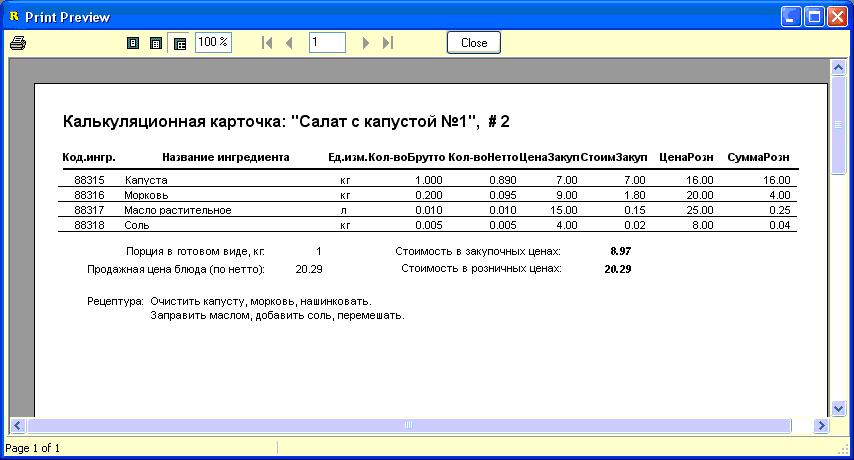 Print Preview
100 % 1 Close
Калькуляционная карточка: "Салат с капустой №1", # 2
Код.ингр. Название ингредиента Ед.изм. Кол-воБрутто Кол-воНетто ЦенаЗакуп СтоимЗакуп ЦенаРозн СуммаРозн
88315 Капуста кг 1.000 0.890 7.00 7.00 16.00 16.00
88316 Морковь кг 0.200 0.095 9.00 1.80 20.00 4.00
88317 Масло растительное л 0.010 0.010 15.00 0.15 25.00 0.25
88318 Соль кг 0.005 0.005 4.00 0.02 8.00 0.04
Порция в готовом виде, кг: 1 Стоимость в закупочных ценах: 8.97
Продажная цена блюда (по нетто): 20.29 Стоимость в розничных ценах: 20.29
Рецептура: Очистить капусту, морковь, нашинковать.
Заправить маслом, добавить соль, перемешать.
Page 1 of 1